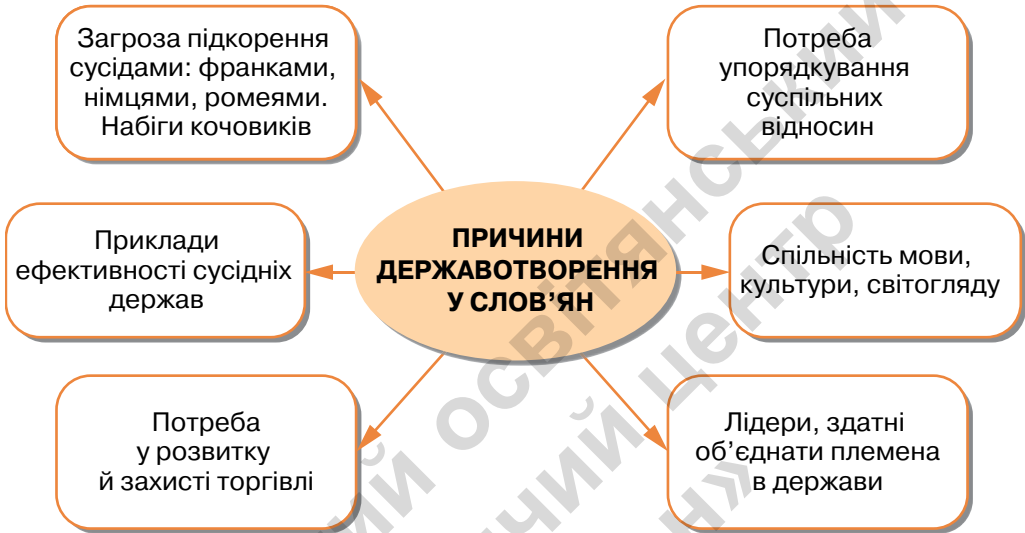 Загроза підкорення
сусідами: франками,
німцями, ромеями.
Набіги кочовиків
Потреба
упорядкування
суспільних
відносин
Приклади
ефективності сусідніх
держав
ПРИЧИНИ
ДЕРЖАВОТВОРЕННЯ
У СЛОВ’ЯН
Спільність мови,
культури, світогляду
Потреба
у розвитку
й захисті торгівлі
Лідери, здатні
об’єднати племена
в держави